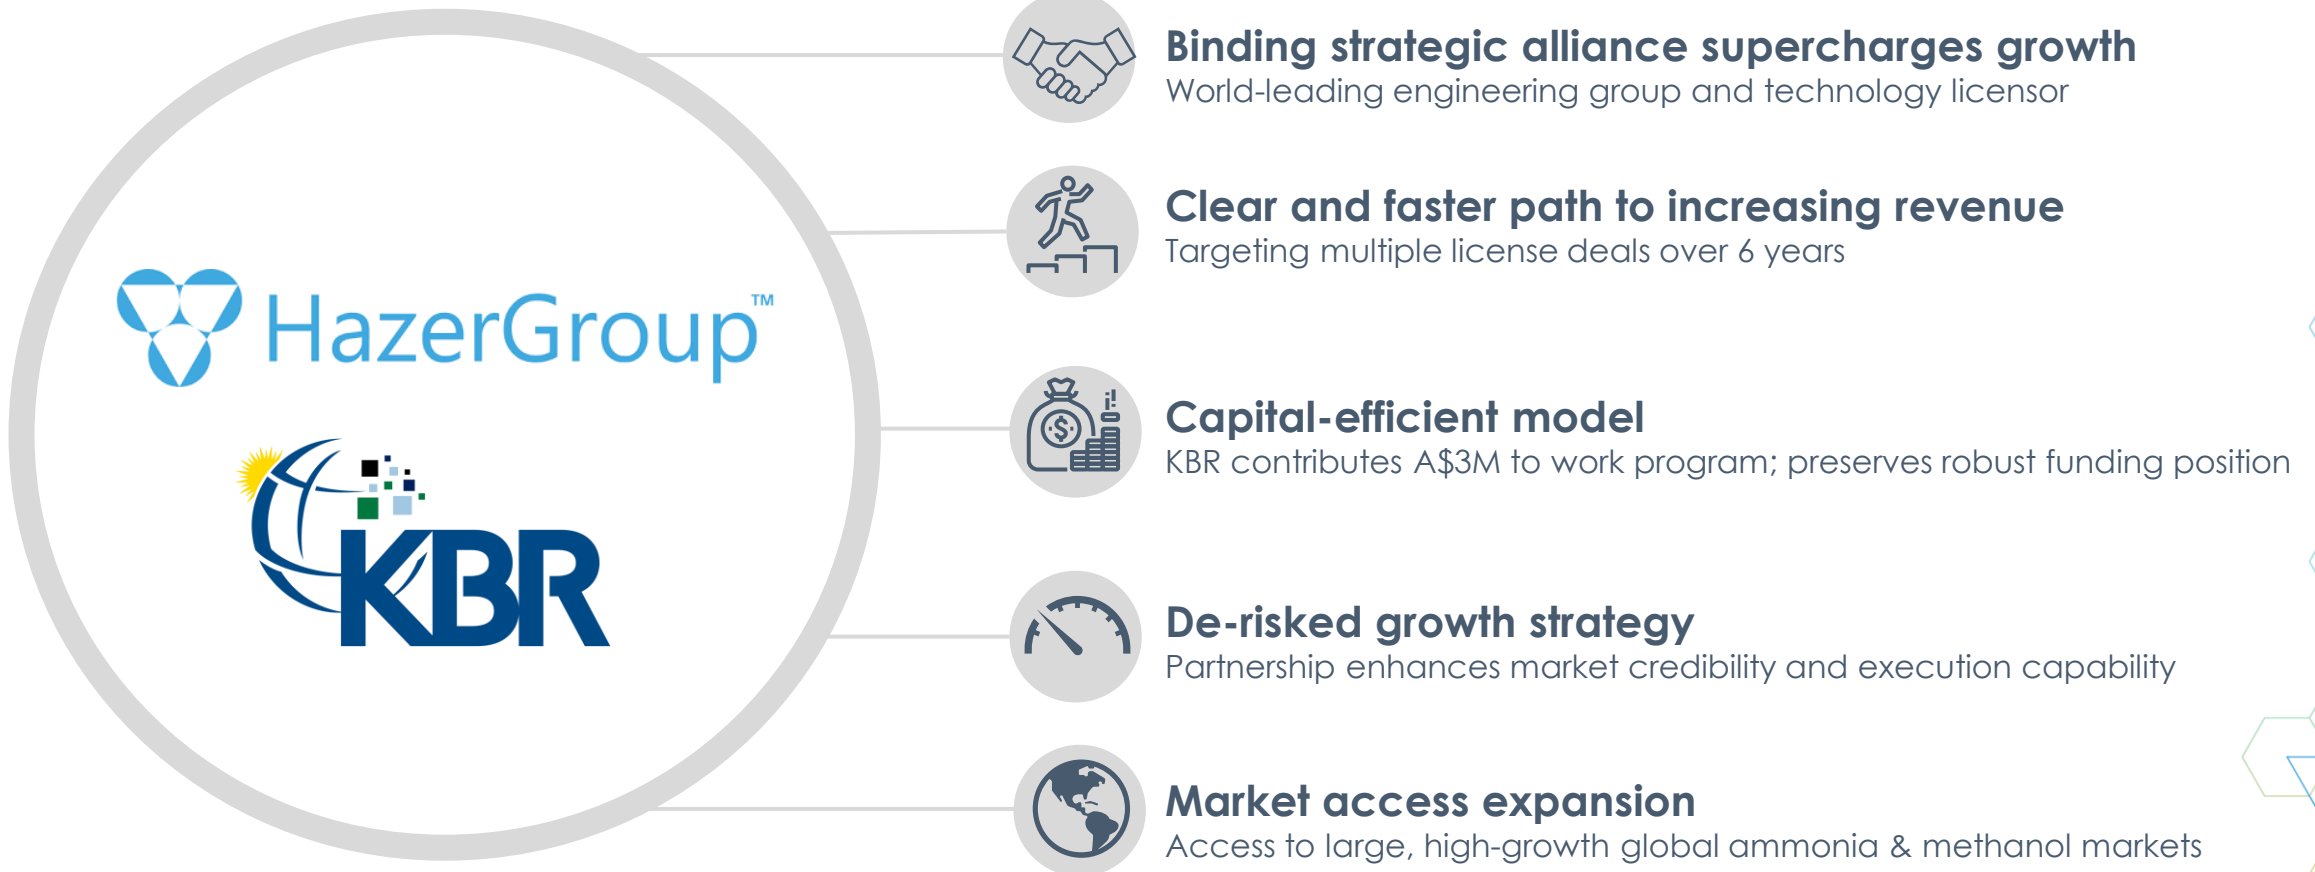 HazerGroup™
KBR
Binding strategic alliance supercharges growth
World-leading engineering group and technology licensor
Clear and faster path to increasing revenue
Targeting multiple license deals over 6 years
Capital-efficient model
KBR contributes A$3M to work program; preserves robust funding position
De-risked growth strategy
Partnership enhances market credibility and execution capability
Market access expansion
Access to large, high-growth global ammonia & methanol markets